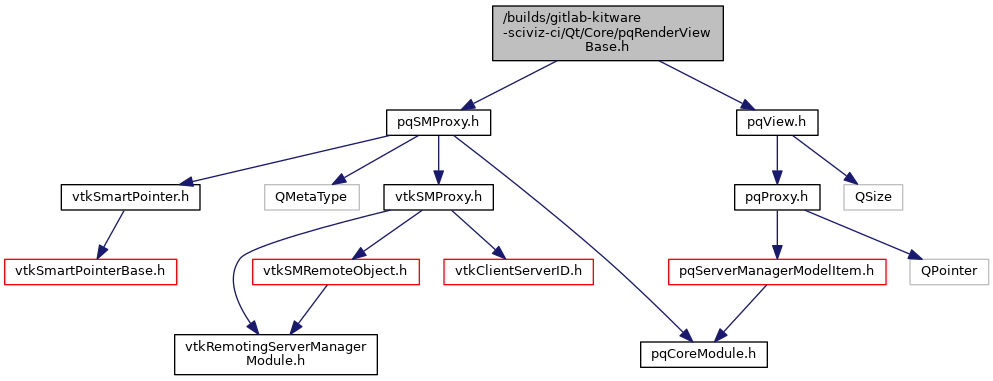 /builds/gitlab-kitware
-sciviz-ci/Qt/Core/pqRenderView
Base.h
pqSMProxy.h
pqView.h
vtkSmartPointer.h
QMetaType
vtkSMProxy.h
pqProxy.h
QSize
vtkSmartPointerBase.h
vtkSMRemoteObject.h
vtkClientServerID.h
pqServerManagerModelItem.h
QPointer
vtkRemotingServerManager
Module.h
pqCoreModule.h